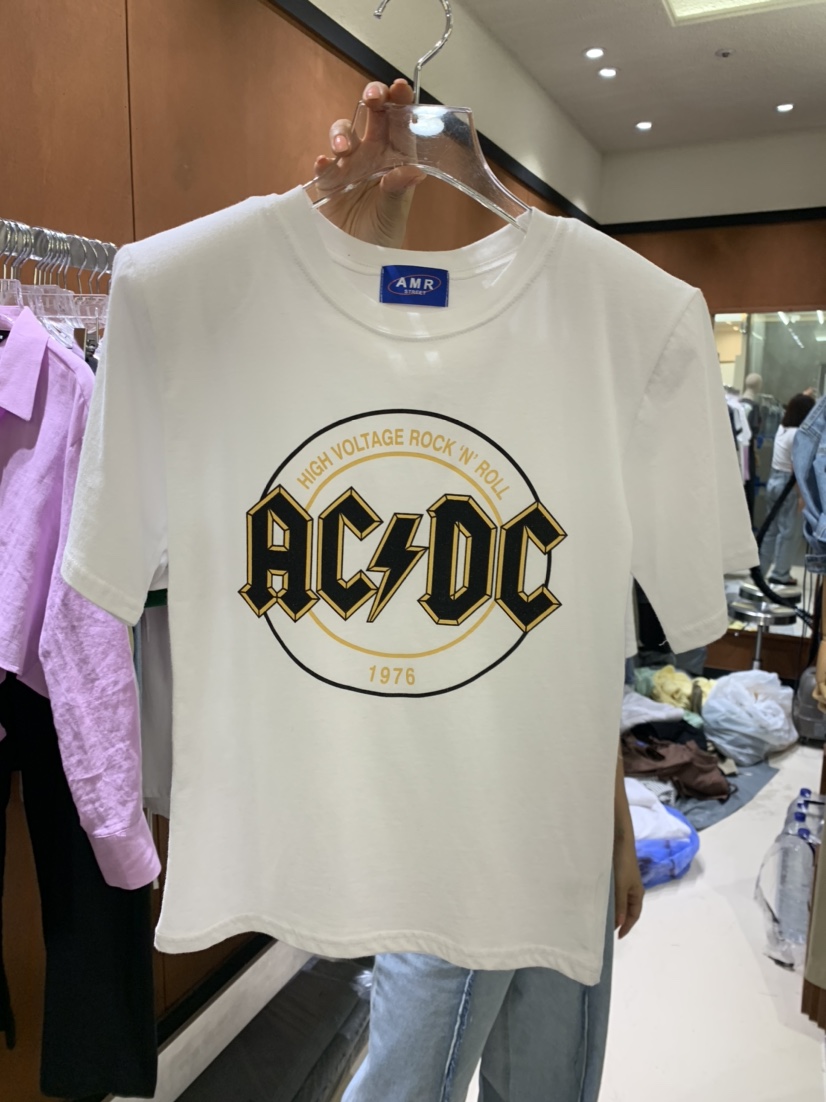 AMR
STREET
HIGH VOLTAGE ROCK 'N' ROLL
AC⚡DC
1976